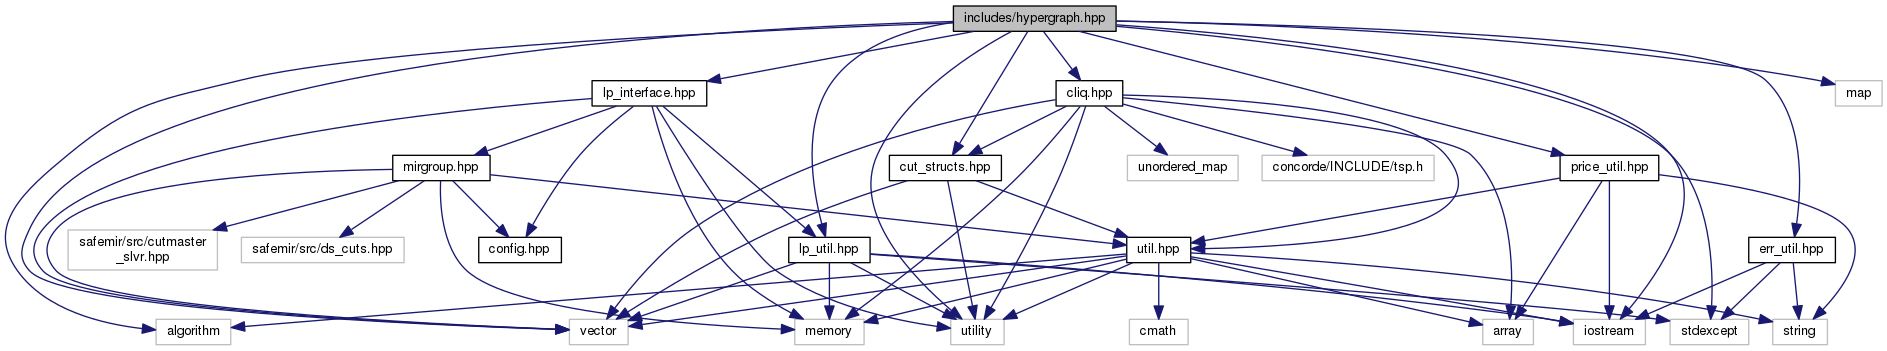 includes/hypergraph.hpp
lp_interface.hpp
cliq.hpp
map
mirgroup.hpp
cut_structs.hpp
unordered_map
concorde/INCLUDE/tsp.h
price_util.hpp
safemir/src/cutmaster
_slvr.hpp
safemir/src/ds_cuts.hpp
config.hpp
lp_util.hpp
util.hpp
err_util.hpp
algorithm
vector
memory
utility
cmath
array
iostream
stdexcept
string